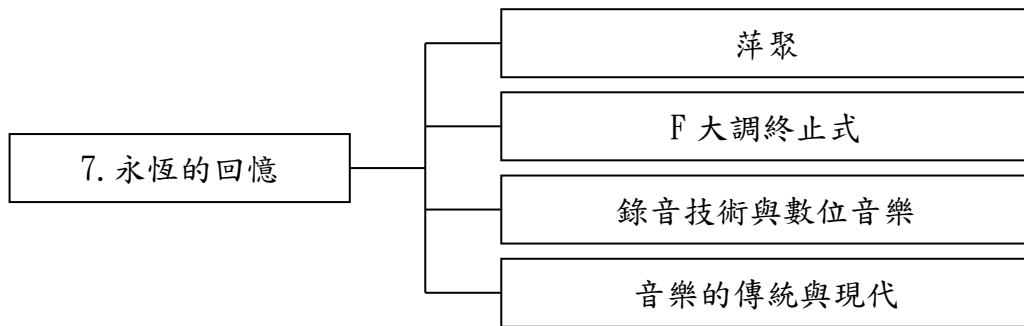 7.永恆的回憶
萍聚
F 大調終止式
錄音技術與數位音樂
音樂的傳統與現代